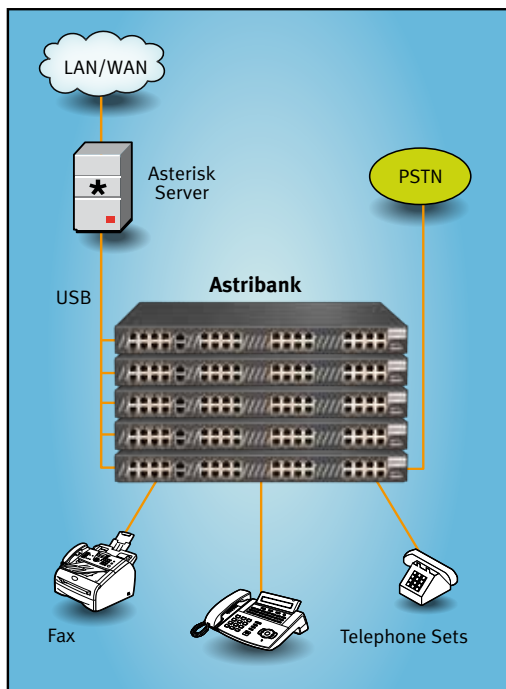 LAN/WAN
*
Asterisk
Server
PSTN
USB
Astribank
Fax
Telephone Sets